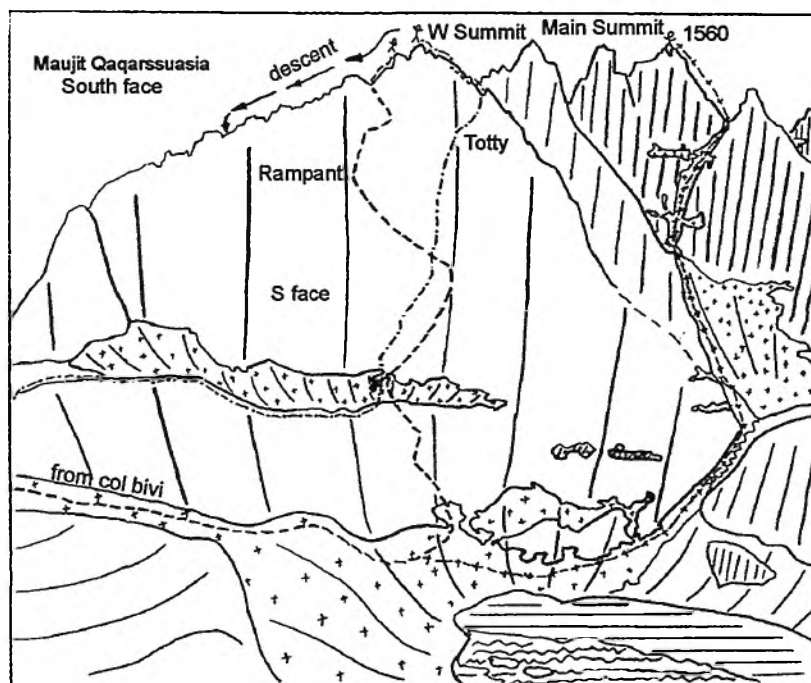 W Summit
Main Summit
1560
Maujit Qaqarssuasia
South face
descent
Totty
Rampant
S face
from col bivi